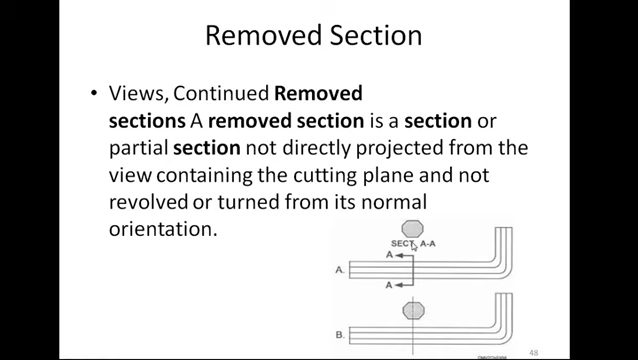 Removed Section
• Views, Continued Removed
sections A removed section is a section or
partial section not directly projected from the
view containing the cutting plane and not
revolved or turned from its normal
orientation.
SECT. A-A
A
A.
A
B.
48